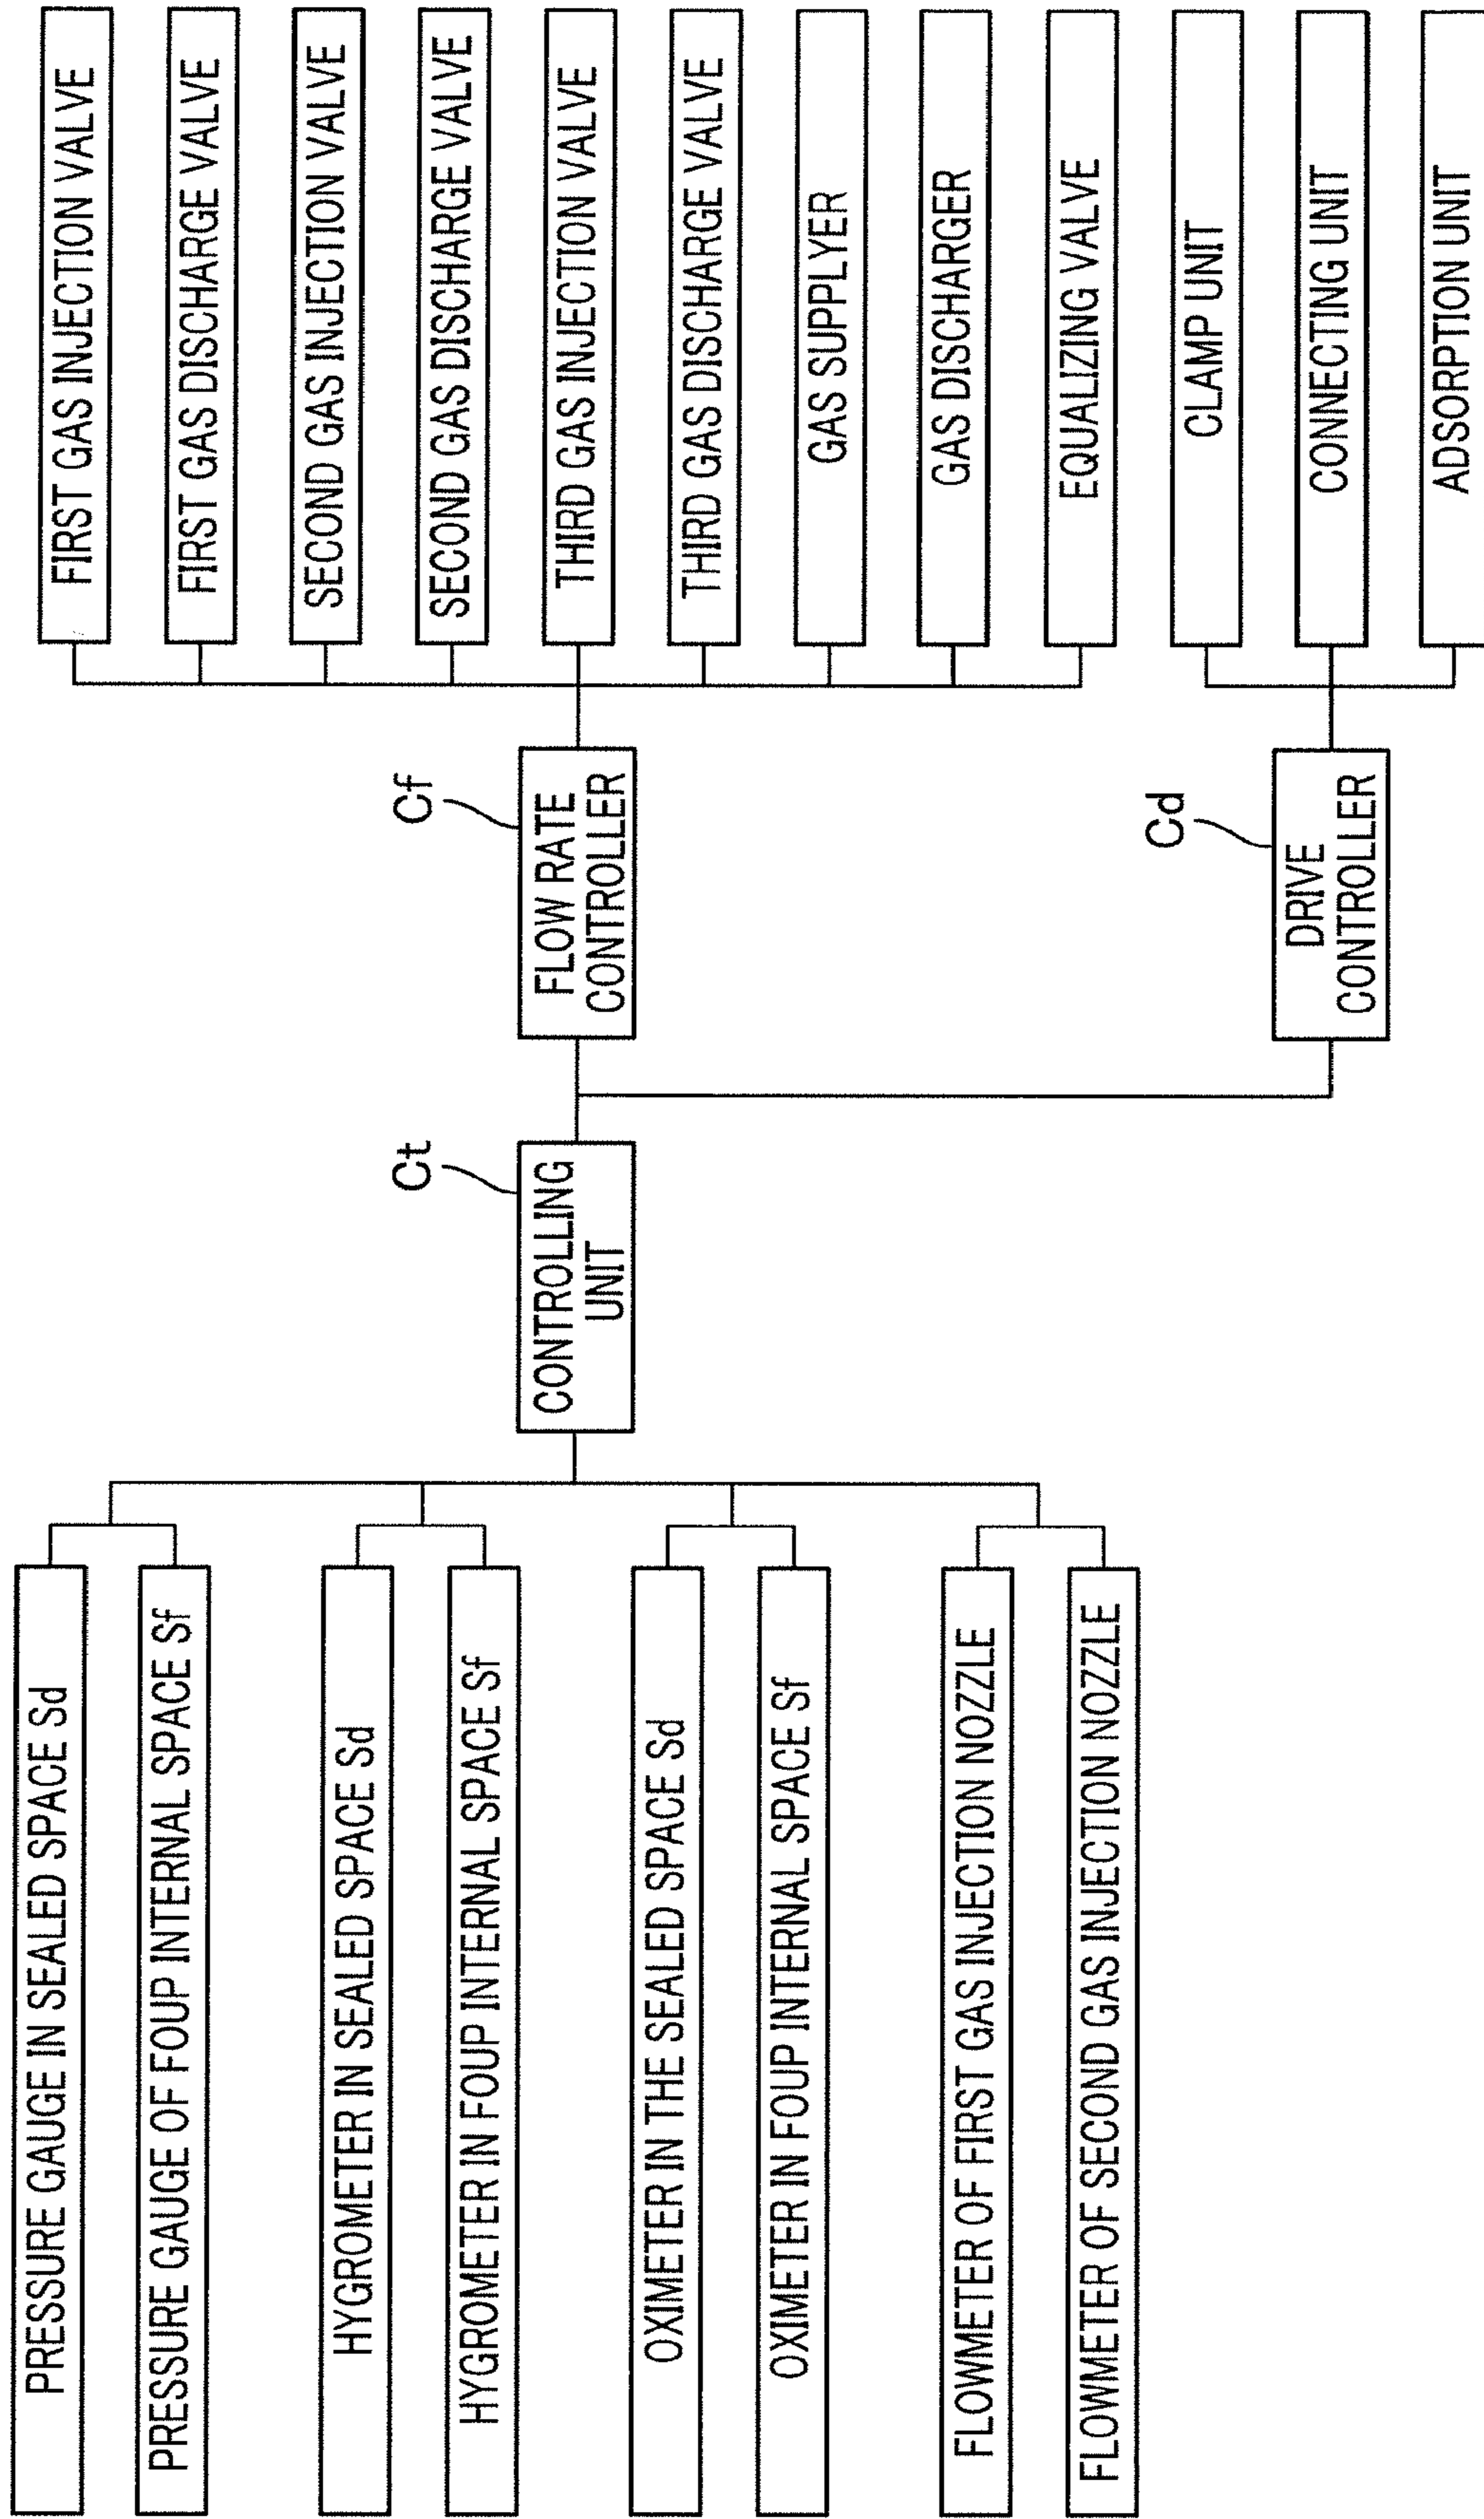 PRESSURE GAUGE IN SEALED SPACE Sd
PRESSURE GAUGE OF FOUP INTERNAL SPACE Sf
HYGROMETER IN SEALED SPACE Sd
HYGROMETER IN FOUP INTERNAL SPACE Sf
OXIMETER IN THE SEALED SPACE Sd
OXIMETER IN FOUP INTERNAL SPACE Sf
FLOWMETER OF FIRST GAS INJECTION NOZZLE
FLOWMETER OF SECOND GAS INJECTION NOZZLE
Ct
CONTROLLING
UNIT
Cf
FLOW RATE
CONTROLLER
Cd
DRIVE
CONTROLLER
FIRST GAS INJECTION VALVE
FIRST GAS DISCHARGE VALVE
SECOND GAS INJECTION VALVE
SECOND GAS DISCHARGE VALVE
THIRD GAS INJECTION VALVE
THIRD GAS DISCHARGE VALVE
GAS SUPPLYER
GAS DISCHARGER
EQUALIZING VALVE
CLAMP UNIT
CONNECTING UNIT
ADSORPTION UNIT